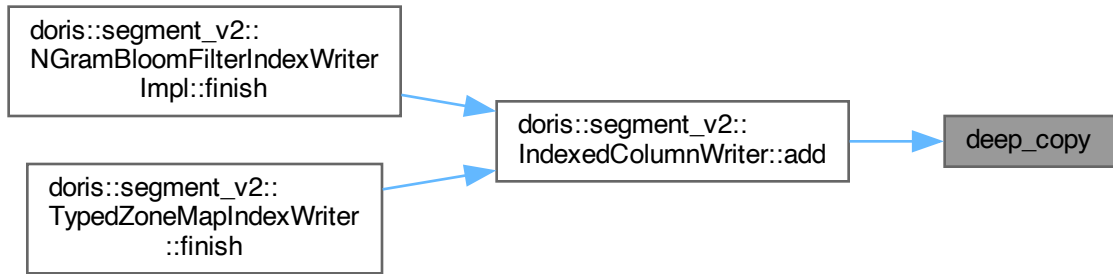 doris::segment_v2::
NGramBloomFilterIndexWriter
Impl::finish
doris::segment_v2::
TypedZoneMapIndexWriter
::finish
doris::segment_v2::
IndexedColumnWriter::add
deep_copy